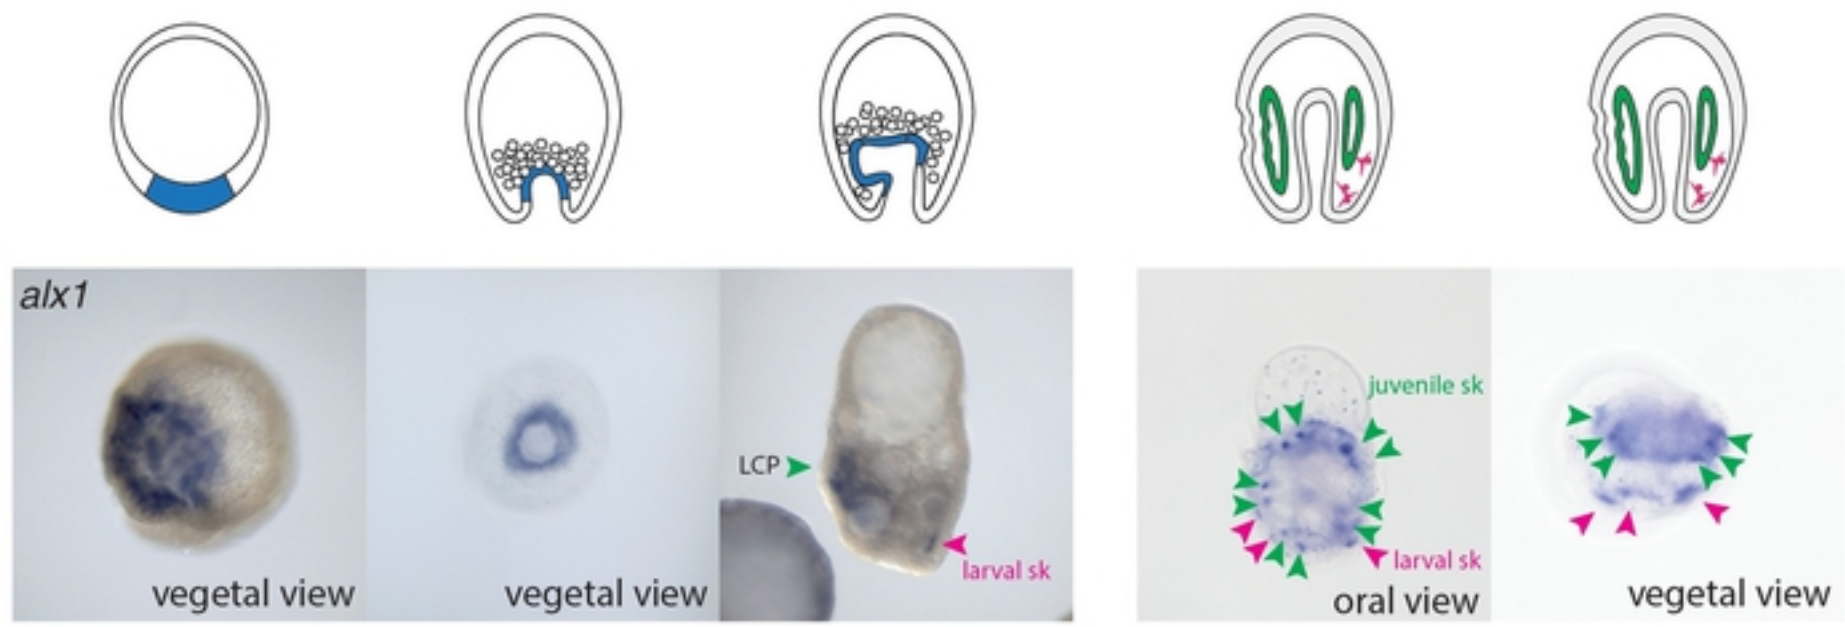 alx1
vegetal view
vegetal view
LCP
larval sk
juvenile sk
larval sk
oral view
vegetal view